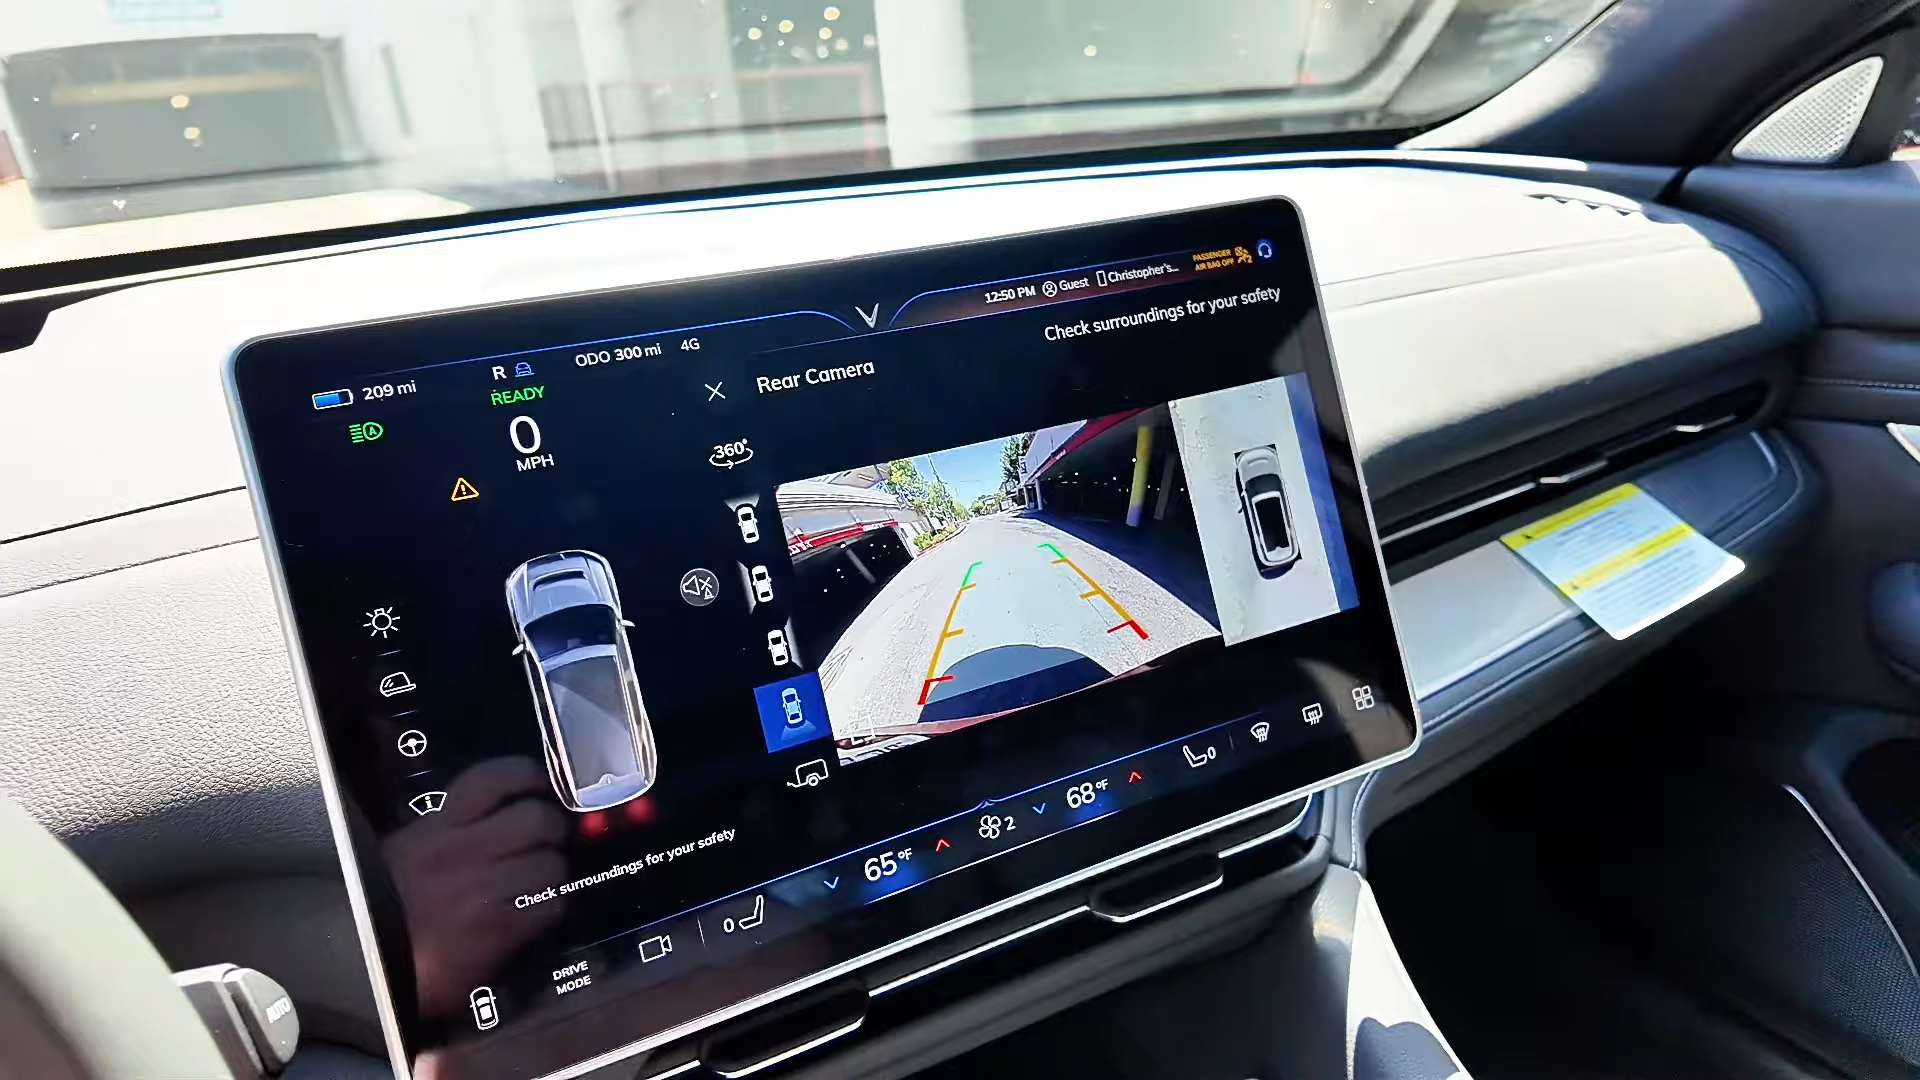 12:50 PM Guest Christopher's...
PASSENGER
AIR BAG OFF
Check surroundings for your safety
209 mi
R
READY
0
MPH
ODO 300 mi 4G
Rear Camera
360°
Check surroundings for your safety
65°F
2
68°F
0
0
DRIVE
MODE
AUTO